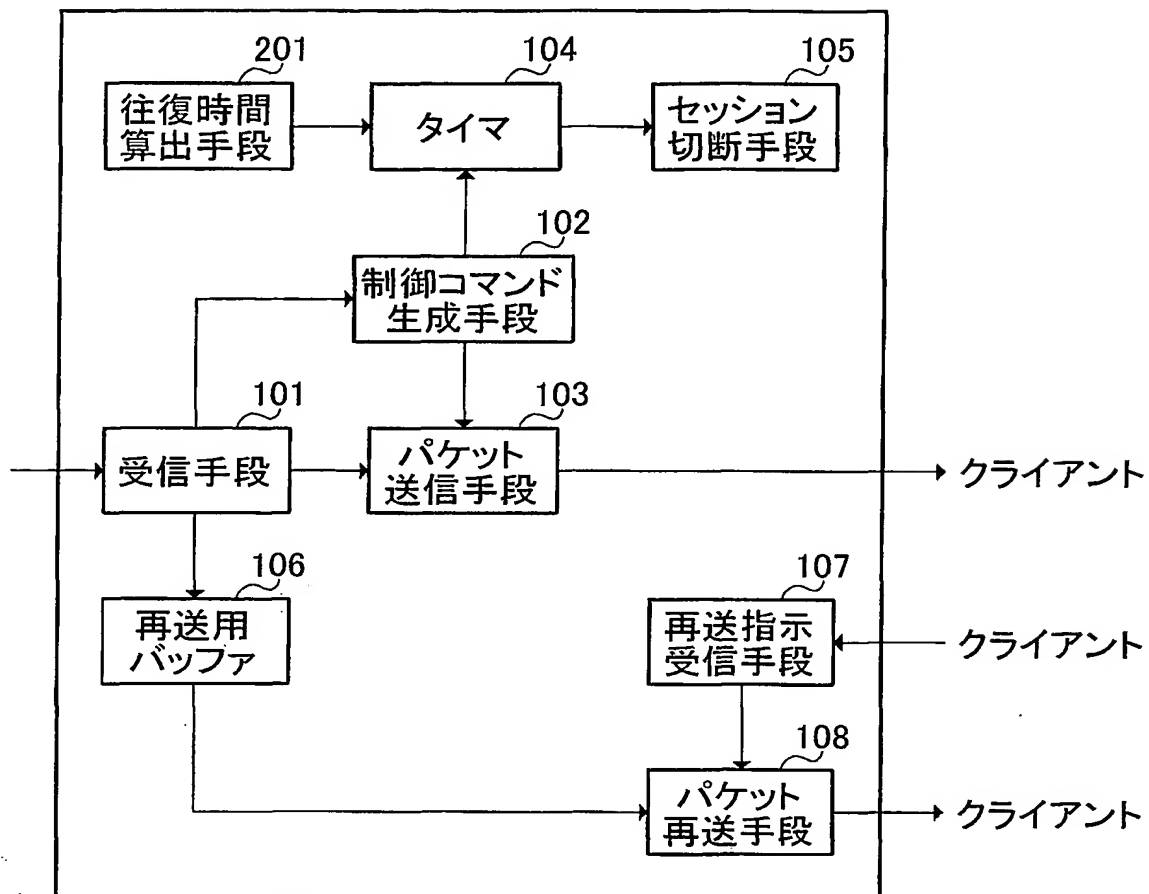 201
往復時間
算出手段
104
タイマ
105
セッション
切断手段
102
制御コマンド
生成手段
101
受信手段
103
パケット
送信手段
クライアント
106
再送用
バッファ
107
再送指示
受信手段
クライアント
108
パケット
再送手段
クライアント